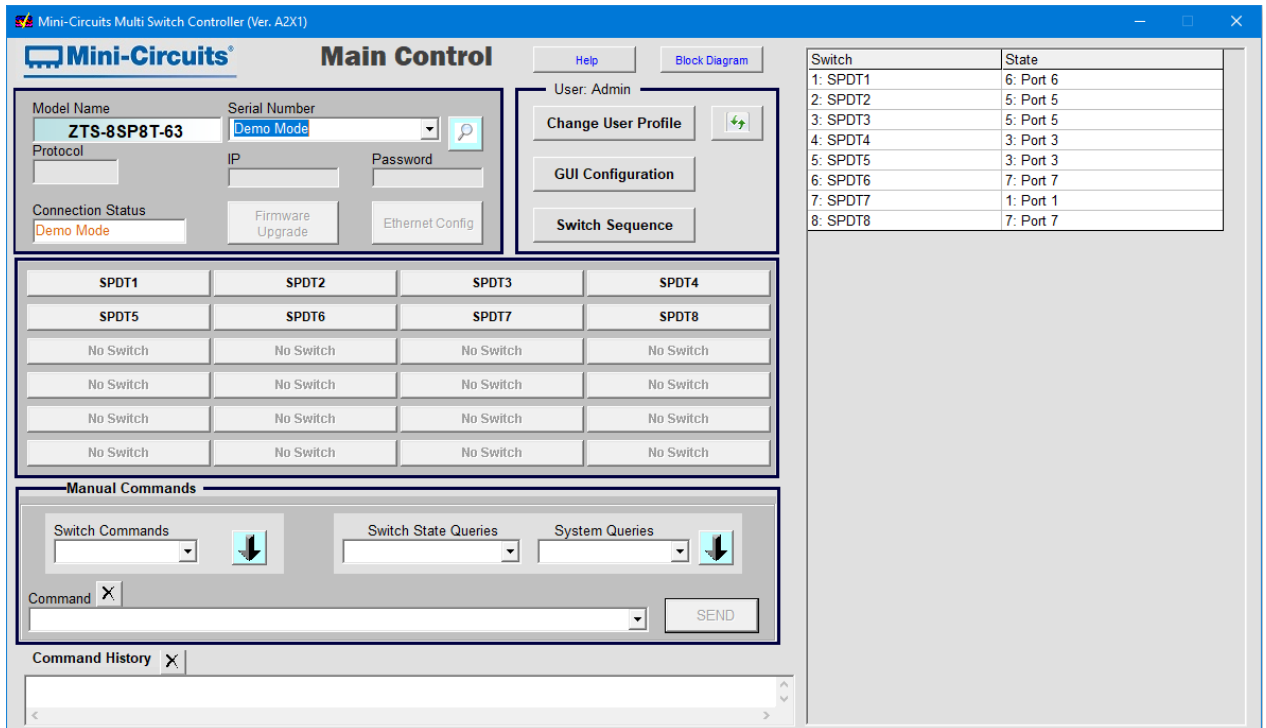 Mini-Circuits Multi Switch Controller (Ver. A2X1)
Mini-Circuits®
Main Control
Help
Block Diagram
Model Name
Serial Number
ZTS-8SP8T-63
Demo Mode
Protocol
IP
Password
Connection Status
Demo Mode
Firmware
Upgrade
Ethernet Config
User: Admin
Change User Profile
GUI Configuration
Switch Sequence
SPDT1 SPDT2 SPDT3 SPDT4
SPDT5 SPDT6 SPDT7 SPDT8
No Switch No Switch No Switch No Switch
No Switch No Switch No Switch No Switch
No Switch No Switch No Switch No Switch
No Switch No Switch No Switch No Switch
Manual Commands
Switch Commands
Switch State Queries
System Queries
Command X
SEND
Command History X
Switch State
1: SPDT1 6: Port 6
2: SPDT2 5: Port 5
3: SPDT3 5: Port 5
4: SPDT4 3: Port 3
5: SPDT5 3: Port 3
6: SPDT6 7: Port 7
7: SPDT7 1: Port 1
8: SPDT8 7: Port 7